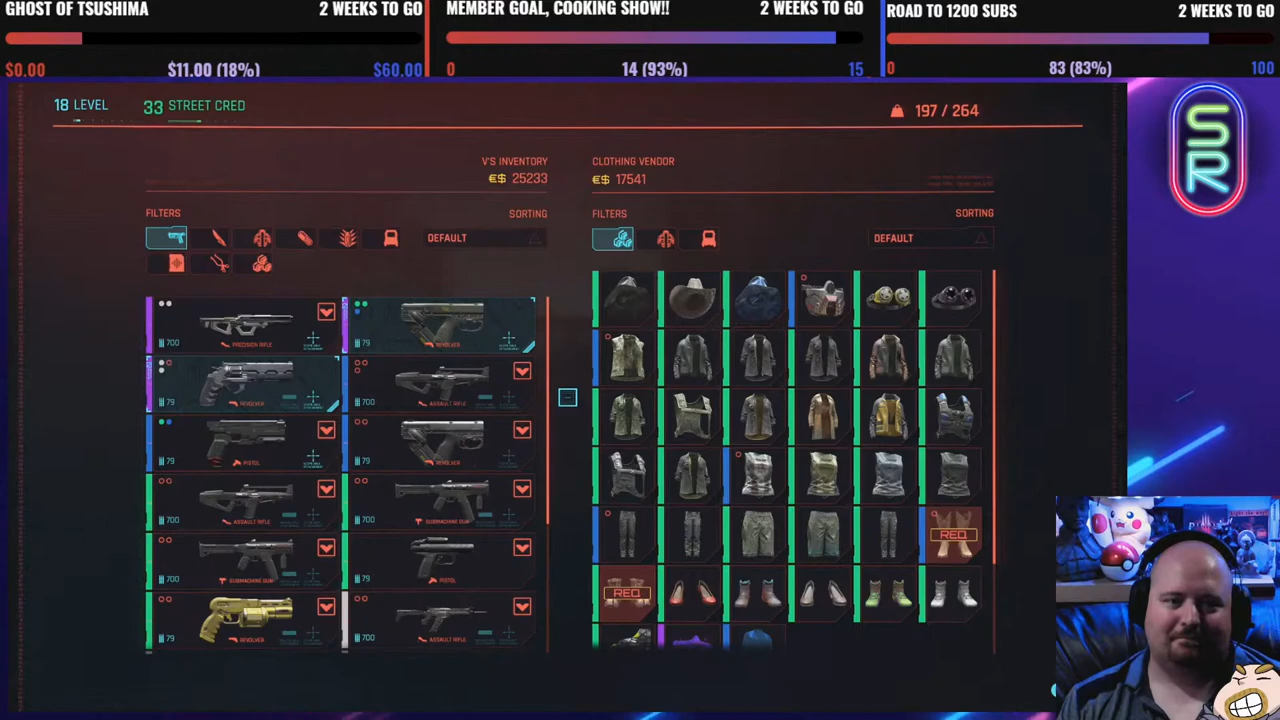 GHOST OF TSUSHIMA 2 WEEKS TO GO
$0.00 $11.00 (18%) $60.00
MEMBER GOAL, COOKING SHOW!! 2 WEEKS TO GO
0 14 (93%) 15
ROAD TO 1200 SUBS 2 WEEKS TO GO
0 83 (83%) 100
SR
18 LEVEL 33 STREET CRED
197 / 264
V'S INVENTORY
€$ 25233
CLOTHING VENDOR
€$ 17541
FILTERS SORTING
DEFAULT
FILTERS SORTING
DEFAULT
700 PRECISION RIFLE
79 REVOLVER
79 REVOLVER
700 ASSAULT RIFLE
79 PISTOL
79 REVOLVER
700 ASSAULT RIFLE
700 SUBMACHINE GUN
700 SUBMACHINE GUN
79 PISTOL
79 REVOLVER
700 ASSAULT RIFLE
REQ.
REQ.